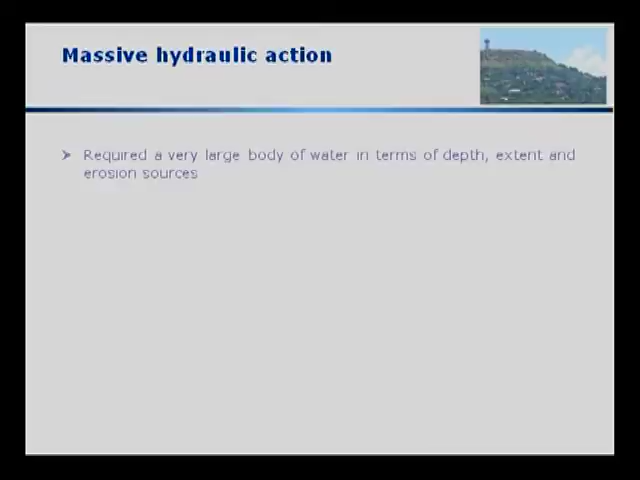 Massive hydraulic action
➢ Required a very large body of water in terms of depth, extent and
erosion sources